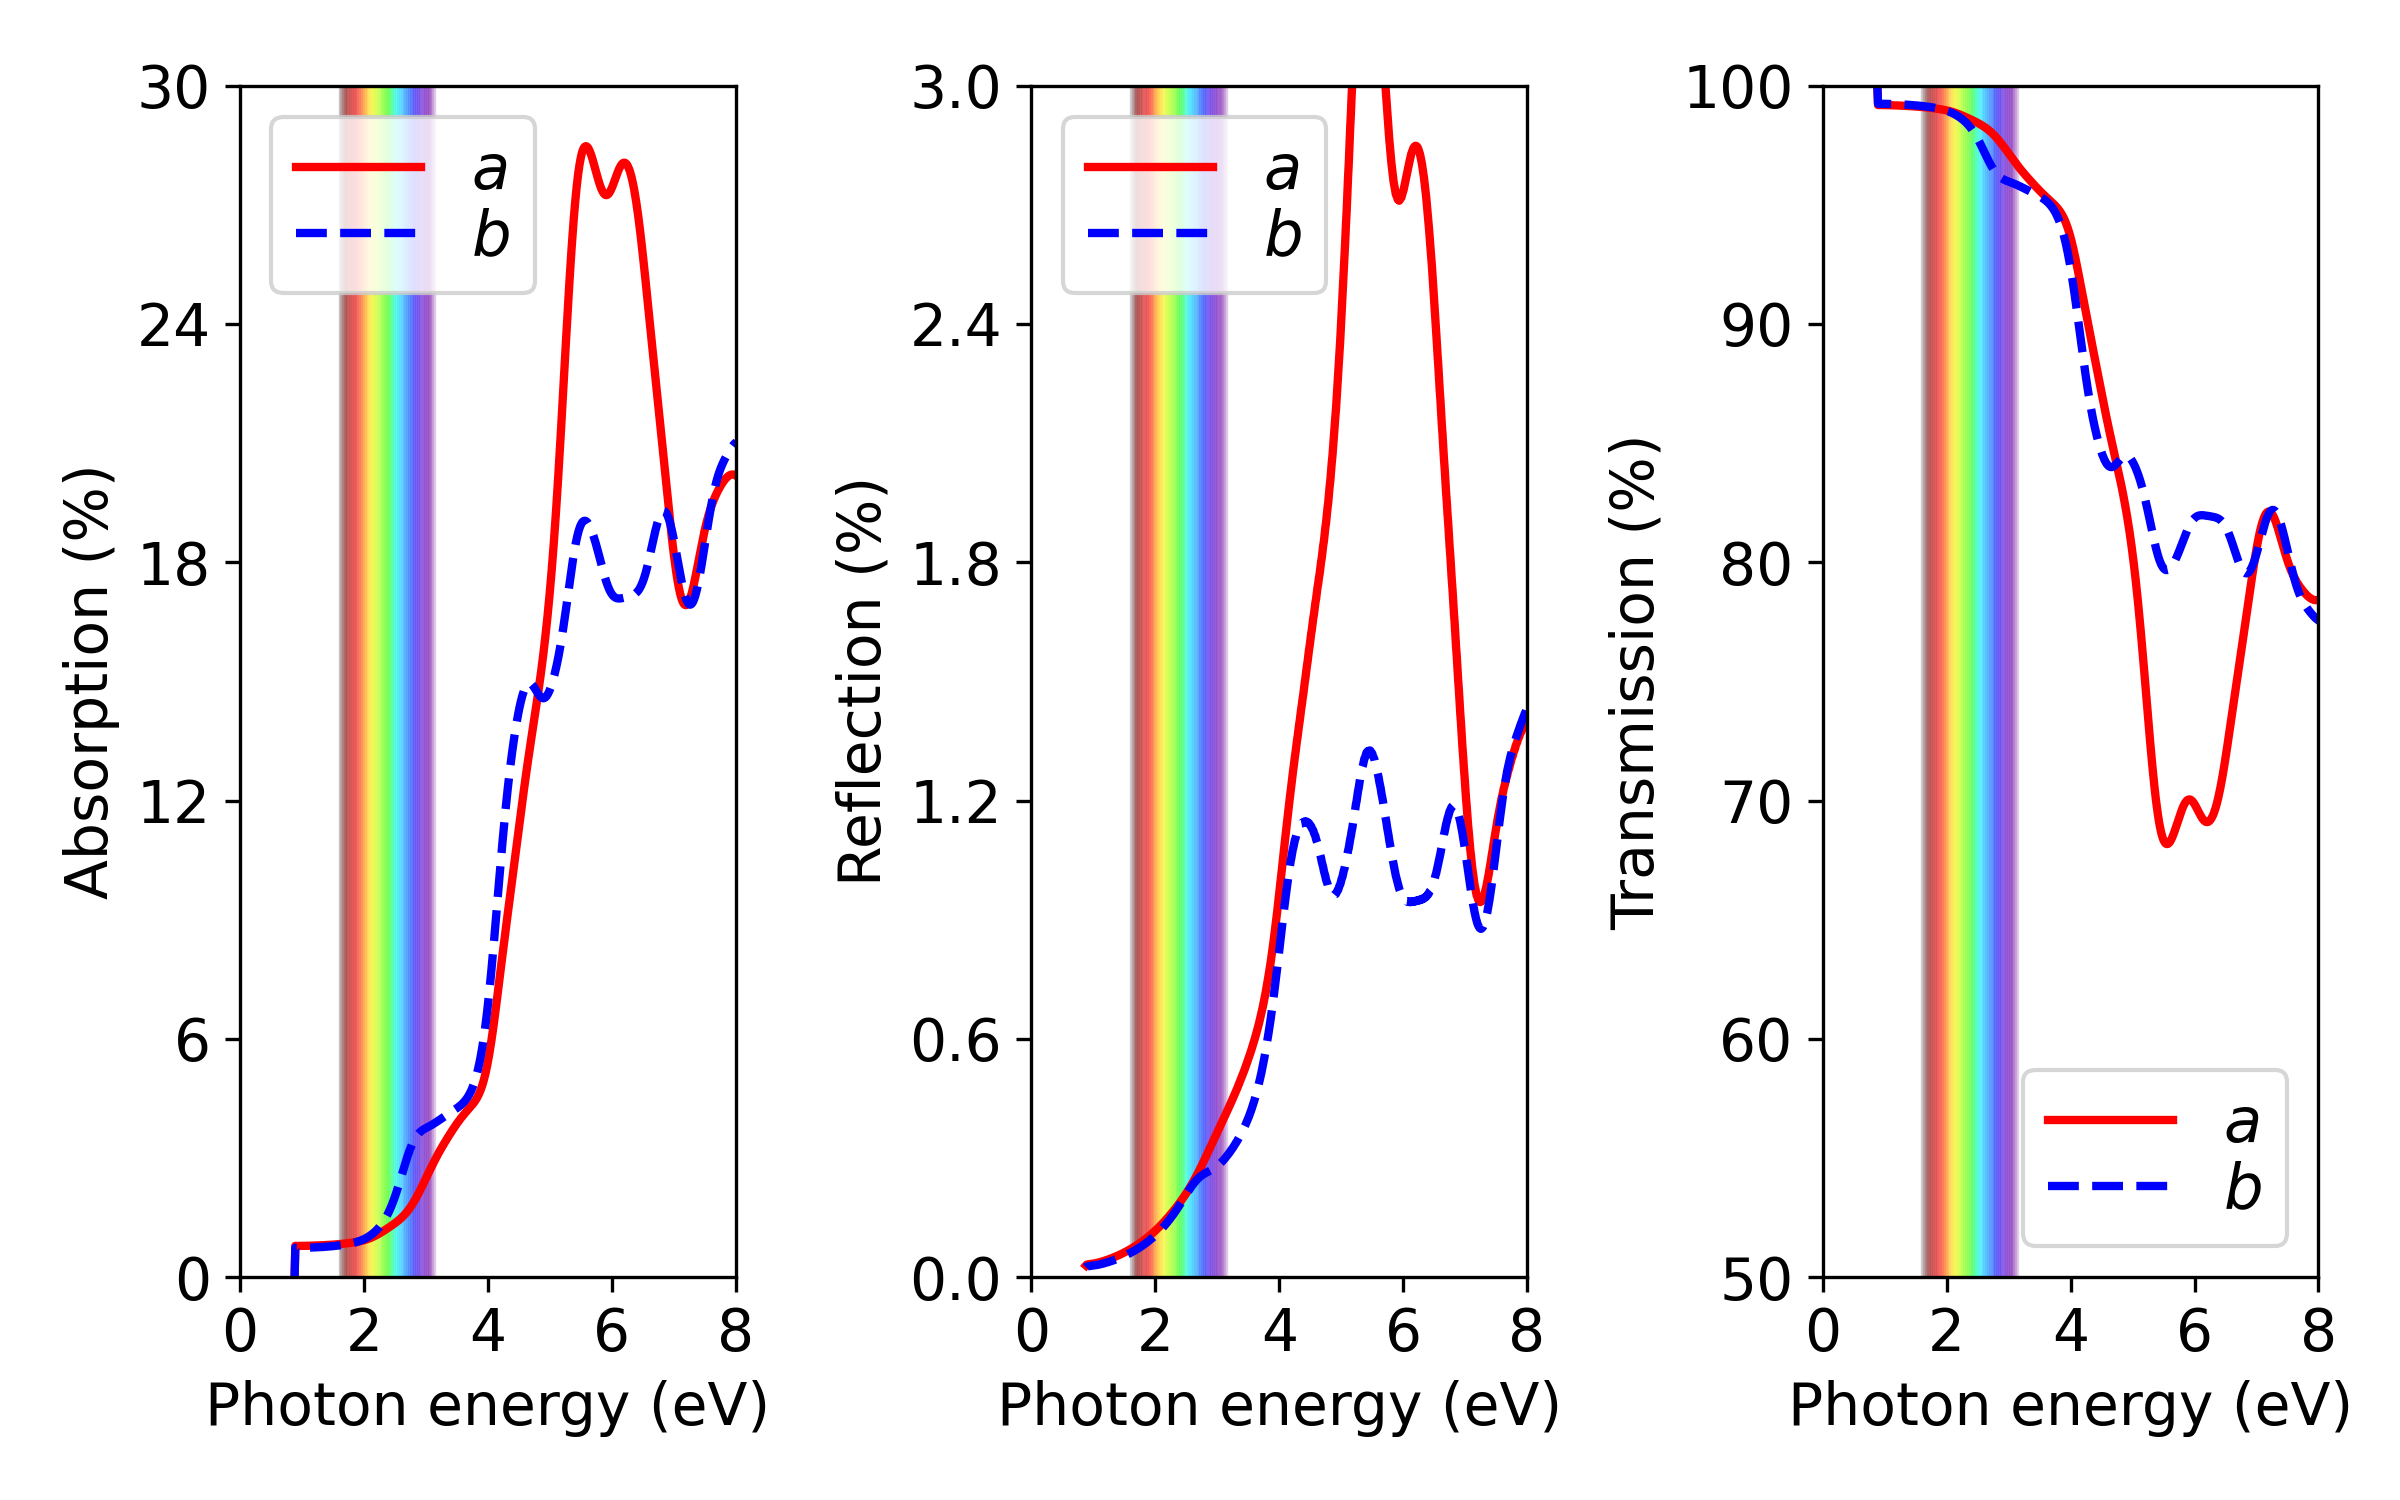 Absorption (%)
30
24
18
12
6
0
0 2 4 6 8
Photon energy (eV)
a
b
Reflection (%)
3.0
2.4
1.8
1.2
0.6
0.0
0 2 4 6 8
Photon energy (eV)
a
b
Transmission (%)
100
90
80
70
60
50
0 2 4 6 8
Photon energy (eV)
a
b